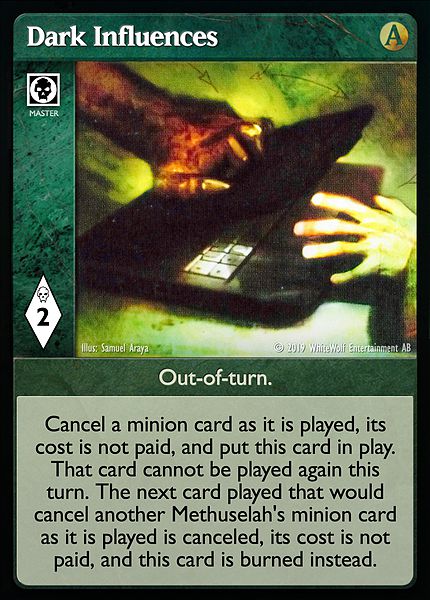 Dark Influences
A
MASTER
2
Illus: Samuel Araya
© 2019 WhiteWolf Entertainment AB
Out-of-turn.
Cancel a minion card as it is played, its
cost is not paid, and put this card in play.
That card cannot be played again this
turn. The next card played that would
cancel another Methuselah's minion card
as it is played is canceled, its cost is not
paid, and this card is burned instead.